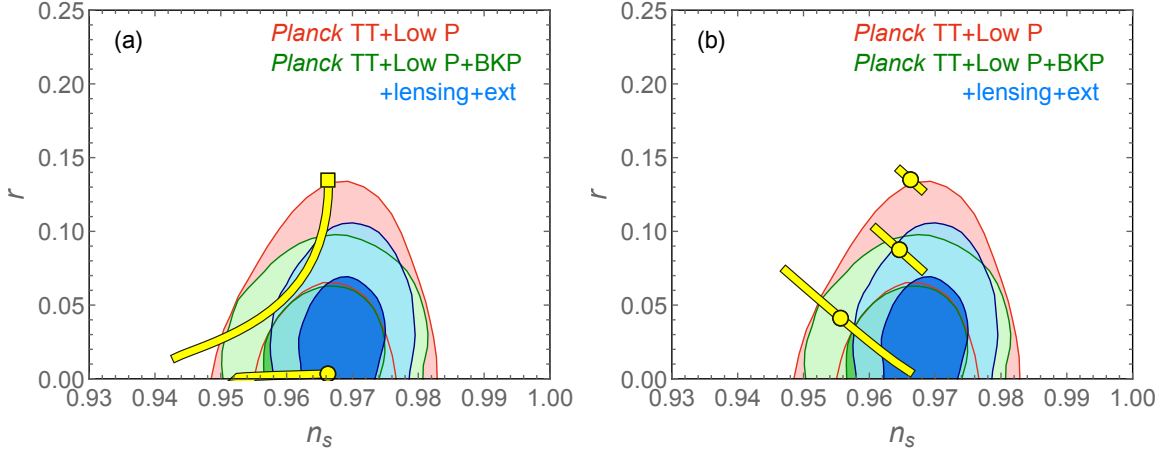 (a)
Planck TT+Low P
Planck TT+Low P+BKP
+lensing+ext
0.25
0.20
0.15
0.10
0.05
0.00
r
0.93 0.94 0.95 0.96 0.97 0.98 0.99 1.00
n_s
(b)
Planck TT+Low P
Planck TT+Low P+BKP
+lensing+ext
0.25
0.20
0.15
0.10
0.05
0.00
r
0.93 0.94 0.95 0.96 0.97 0.98 0.99 1.00
n_s